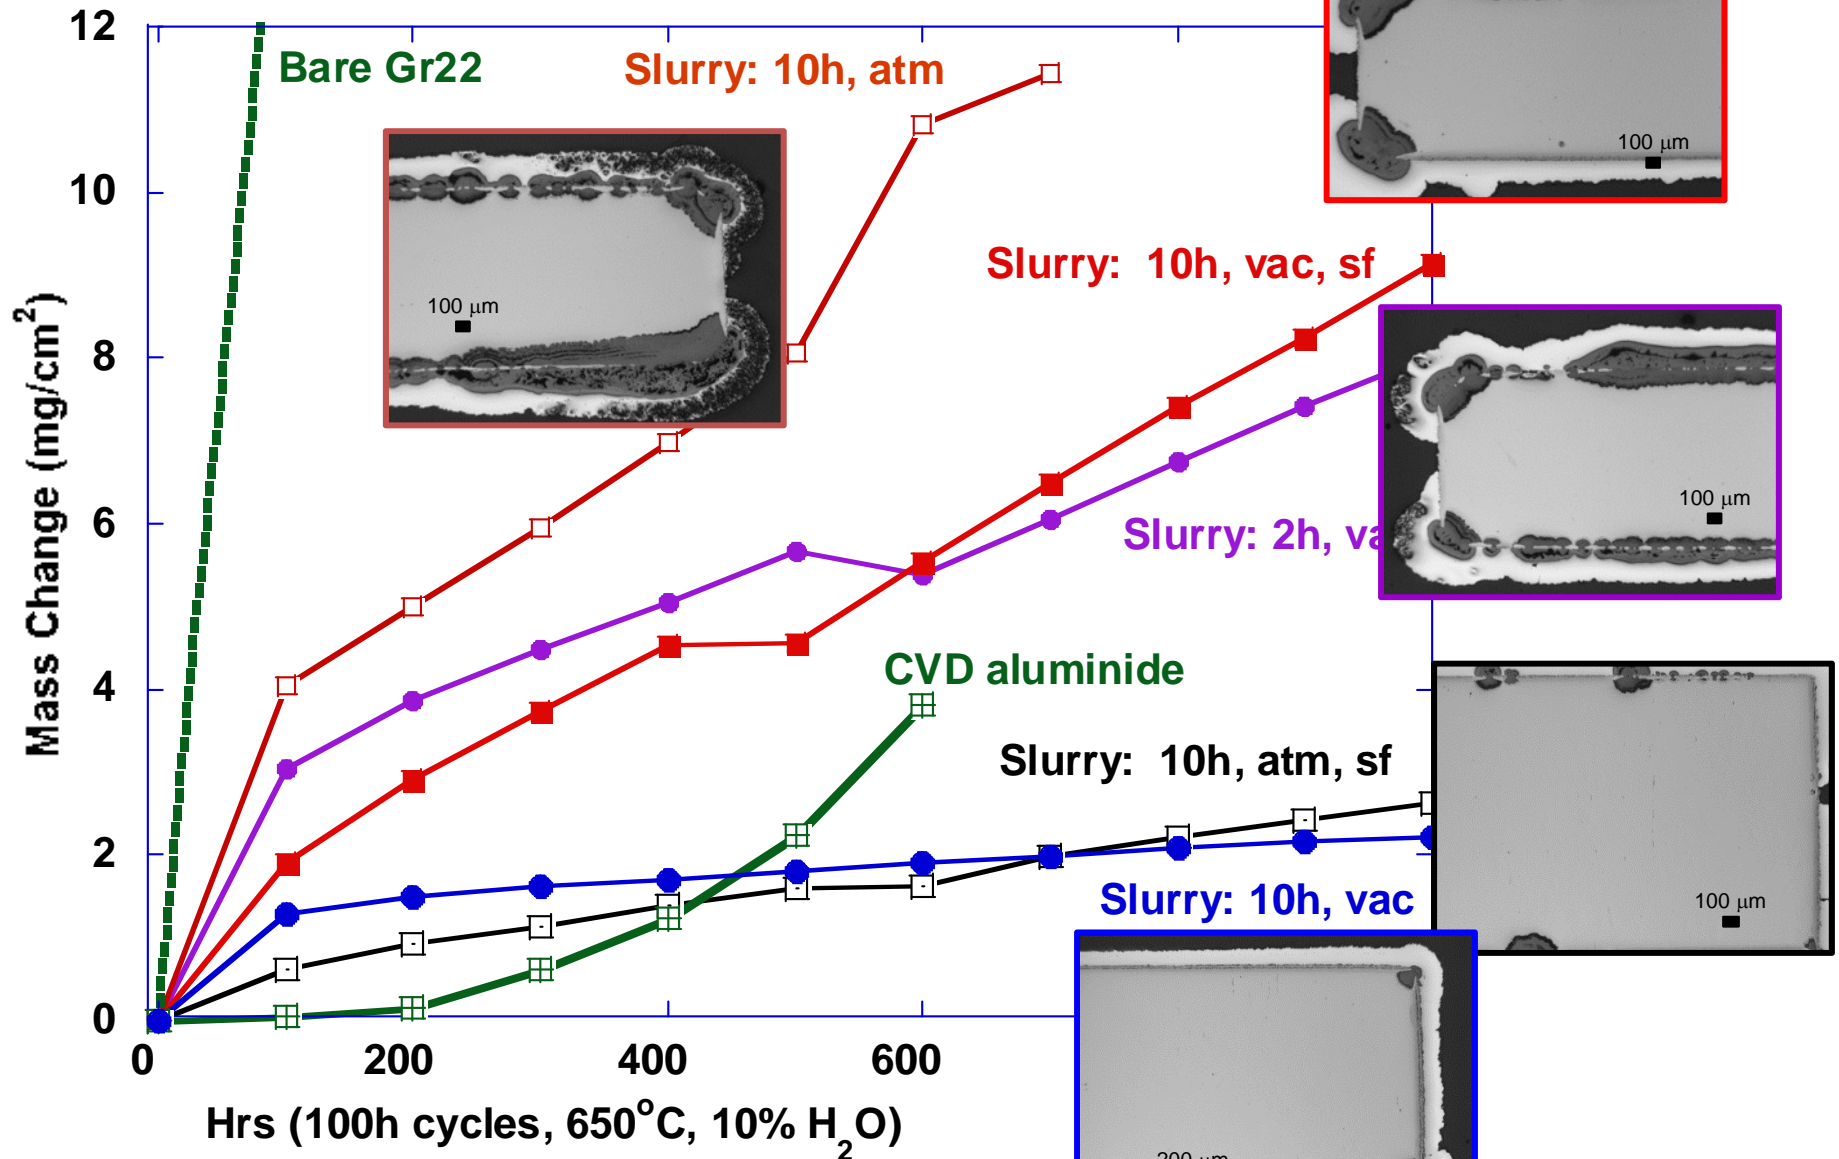 12
Bare Gr22
Slurry: 10h, atm
100 μm
10
Slurry: 10h, vac, sf
100 μm
8
Mass Change (mg/cm²)
6
100 μm
Slurry: 2h, va
4
CVD aluminide
Slurry: 10h, atm, sf
2
Slurry: 10h, vac
100 μm
0
0 200 400 600
Hrs (100h cycles, 650°C, 10% H₂O)
200 μm